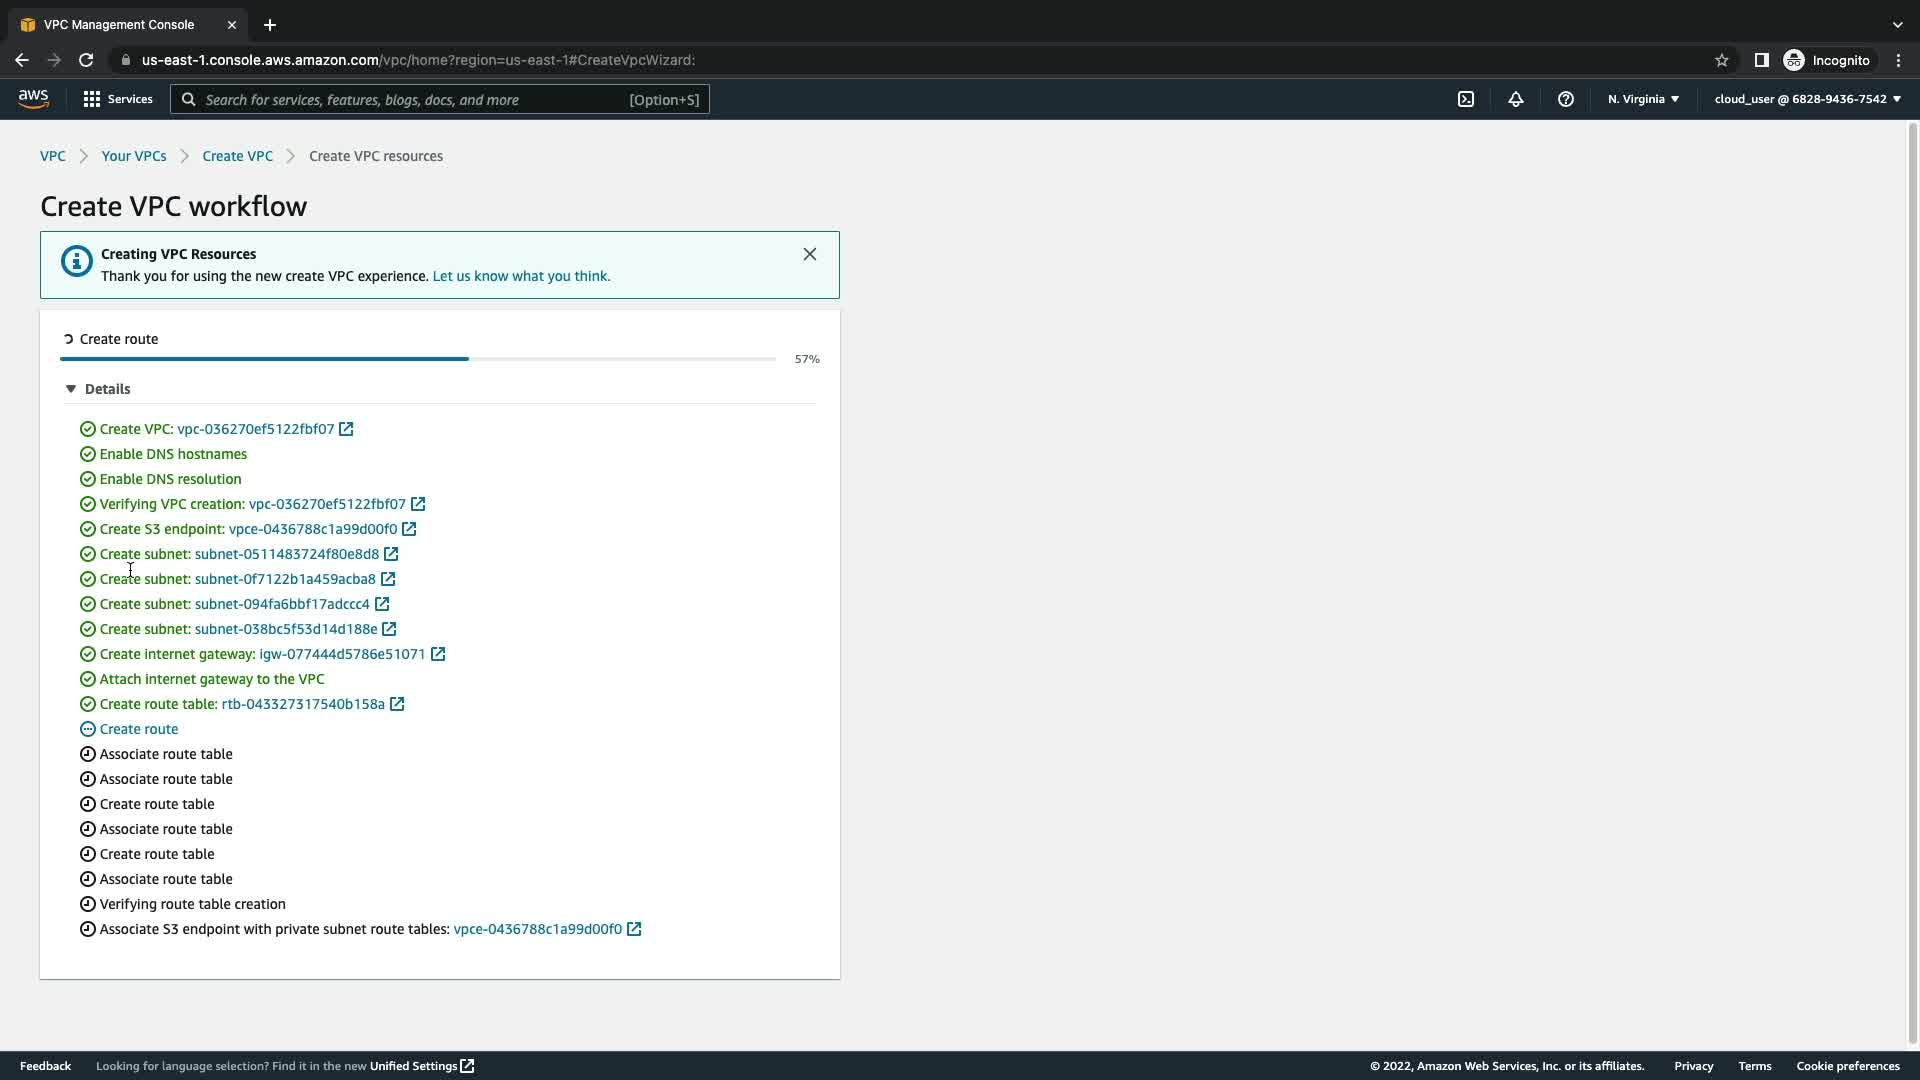 VPC Management Console
us-east-1.console.aws.amazon.com/vpc/home?region=us-east-1#CreateVpcWizard:
Incognito
aws
Services
Search for services, features, blogs, docs, and more [Option+S]
N. Virginia
cloud_user @ 6828-9436-7542
VPC Your VPCs Create VPC Create VPC resources
Create VPC workflow
Creating VPC Resources
Thank you for using the new create VPC experience. Let us know what you think.
Create route
57%
Details
Create VPC: vpc-036270ef5122fbf07
Enable DNS hostnames
Enable DNS resolution
Verifying VPC creation: vpc-036270ef5122fbf07
Create S3 endpoint: vpce-0436788c1a99d00f0
Create subnet: subnet-0511483724f80e8d8
Create subnet: subnet-0f7122b1a459acba8
Create subnet: subnet-094fa6bbf17adccc4
Create subnet: subnet-038bc5f53d14d188e
Create internet gateway: igw-077444d5786e51071
Attach internet gateway to the VPC
Create route table: rtb-043327317540b158a
Create route
Associate route table
Associate route table
Create route table
Associate route table
Create route table
Associate route table
Verifying route table creation
Associate S3 endpoint with private subnet route tables: vpce-0436788c1a99d00f0
Feedback Looking for language selection? Find it in the new Unified Settings © 2022, Amazon Web Services, Inc. or its affiliates. Privacy Terms Cookie preferences